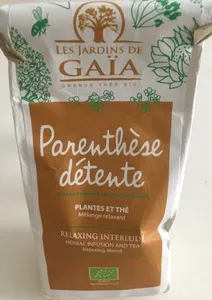 LES JARDINS DE
GAÏA
GRANDS THÉS BIO
Parenthèse
détente
PLANTES ET THÉ
Mélange relaxant
RELAXING INTERLUDE
HERBAL INFUSION AND TEA
Relaxing Blend